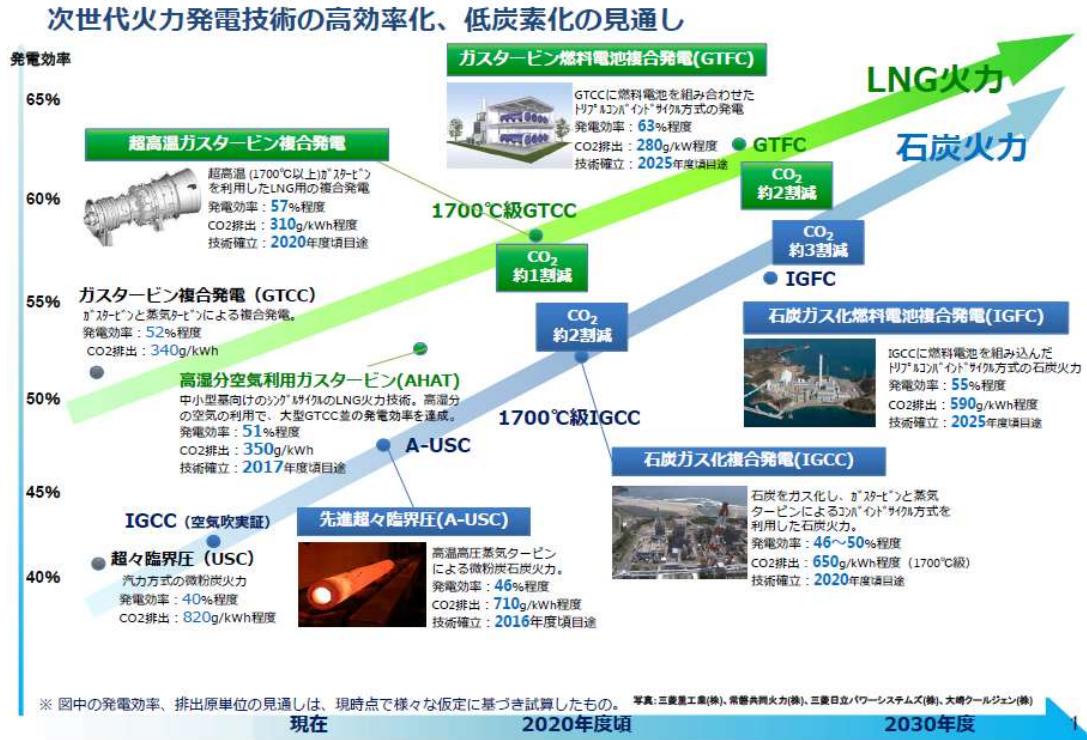 次世代火力発電技術の高効率化、低炭素化の見通し
発電効率
65%
60%
55%
50%
45%
40%
LNG火力
石炭火力
ガスタービン燃料電池複合発電(GTFC)
GTCCに燃料電池を組み合わせた
ﾄﾘﾌﾟﾙｺﾝﾊﾞｲﾝﾄﾞｻｲｸﾙ方式の発電
発電効率：63%程度
CO2排出：280g/kW程度
技術確立：2025年度頃目途
GTFC
CO2
約2割減
超高温ガスタービン複合発電
超高温 (1700℃以上)ｶﾞｽﾀｰﾋﾞﾝ
を利用したLNG用の複合発電
発電効率：57%程度
CO2排出：310g/kWh程度
技術確立：2020年度頃目途
1700℃級GTCC
CO2
約1割減
CO2
約3割減
IGFC
ガスタービン複合発電（GTCC）
ｶﾞｽﾀｰﾋﾞﾝと蒸気ﾀｰﾋﾞﾝによる複合発電。
発電効率：52%程度
CO2排出：340g/kWh
CO2
約2割減
石炭ガス化燃料電池複合発電(IGFC)
IGCCに燃料電池を組み込んだ
ﾄﾘﾌﾟﾙｺﾝﾊﾞｲﾝﾄﾞｻｲｸﾙ方式の石炭火力
発電効率：55%程度
CO2排出：590g/kWh程度
技術確立：2025年度頃目途
高湿分空気利用ガスタービン(AHAT)
中小型基向けのｼﾝｸﾞﾙｻｲｸﾙのLNG火力技術。高湿分
の空気の利用で、大型GTCC並の発電効率を達成。
発電効率：51%程度
CO2排出：350g/kWh
技術確立：2017年度頃目途
1700℃級IGCC
A-USC
石炭ガス化複合発電(IGCC)
石炭をガス化し、ｶﾞｽﾀｰﾋﾞﾝと蒸気
タービンによるｺﾝﾊﾞｲﾝﾄﾞｻｲｸﾙ方式を
利用した石炭火力。
発電効率：46～50%程度
CO2排出：650g/kWh程度（1700℃級）
技術確立：2020年度頃目途
IGCC（空気吹実証）
超々臨界圧（USC）
汽力方式の微粉炭火力
発電効率：40%程度
CO2排出：820g/kWh程度
先進超々臨界圧(A-USC)
高温高圧蒸気タービン
による微粉炭石炭火力。
発電効率：46%程度
CO2排出：710g/kWh程度
技術確立：2016年度頃目途
※ 図中の発電効率、排出原単位の見通しは、現時点で様々な仮定に基づき試算したもの。
写真:三菱重工業(株)、常磐共同火力(株)、三菱日立パワーシステムズ(株)、大崎クールジェン(株)
現在
2020年度頃
2030年度
1